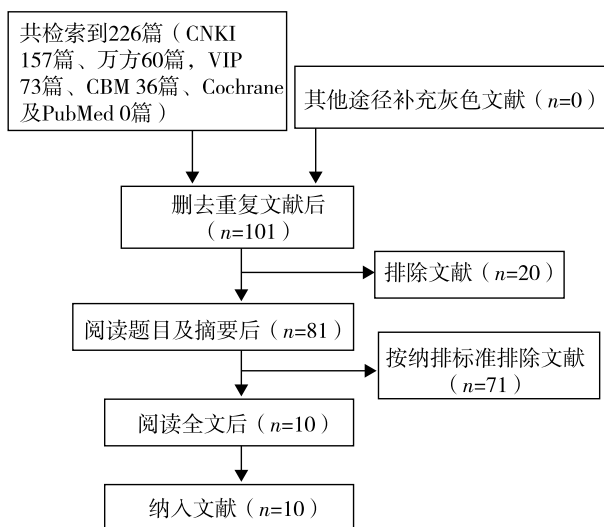 共检索到226篇（CNKI
157篇、万方60篇，VIP
73篇、CBM 36篇、Cochrane
及PubMed 0篇）
其他途径补充灰色文献（n=0）
删去重复文献后
（n=101）
排除文献（n=20）
阅读题目及摘要后（n=81）
按纳排标准排除文献
（n=71）
阅读全文后（n=10）
纳入文献（n=10）